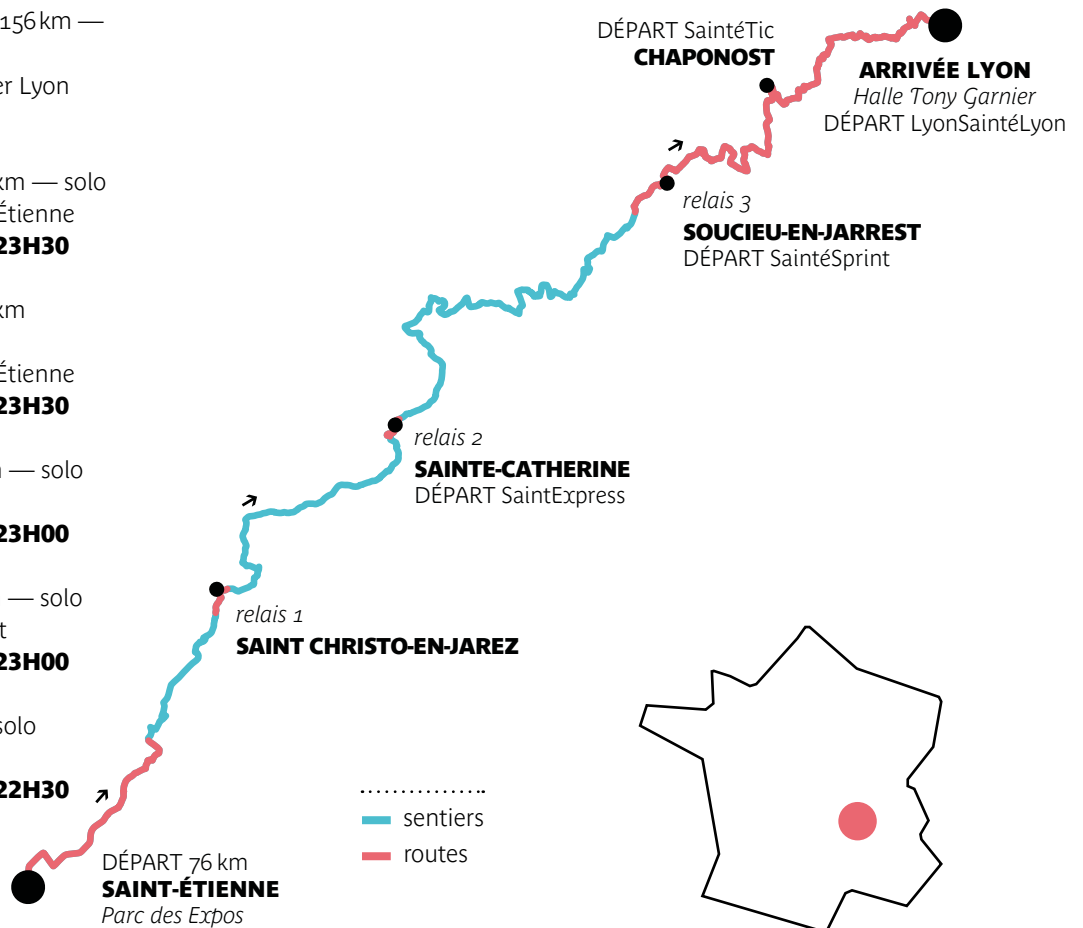 156 km —
er Lyon
km — solo
Étienne
23H30
km
Étienne
23H30
— solo
23H00
— solo
t
23H00
solo
22H30
DÉPART SaintéTic
CHAPONOST
ARRIVÉE LYON
Halle Tony Garnier
DÉPART LyonSaintéLyon
relais 3
SOUCIEU-EN-JARREST
DÉPART SaintéSprint
relais 2
SAINTE-CATHERINE
DÉPART SaintExpress
relais 1
SAINT CHRISTO-EN-JAREZ
sentiers
routes
DÉPART 76 km
SAINT-ÉTIENNE
Parc des Expos